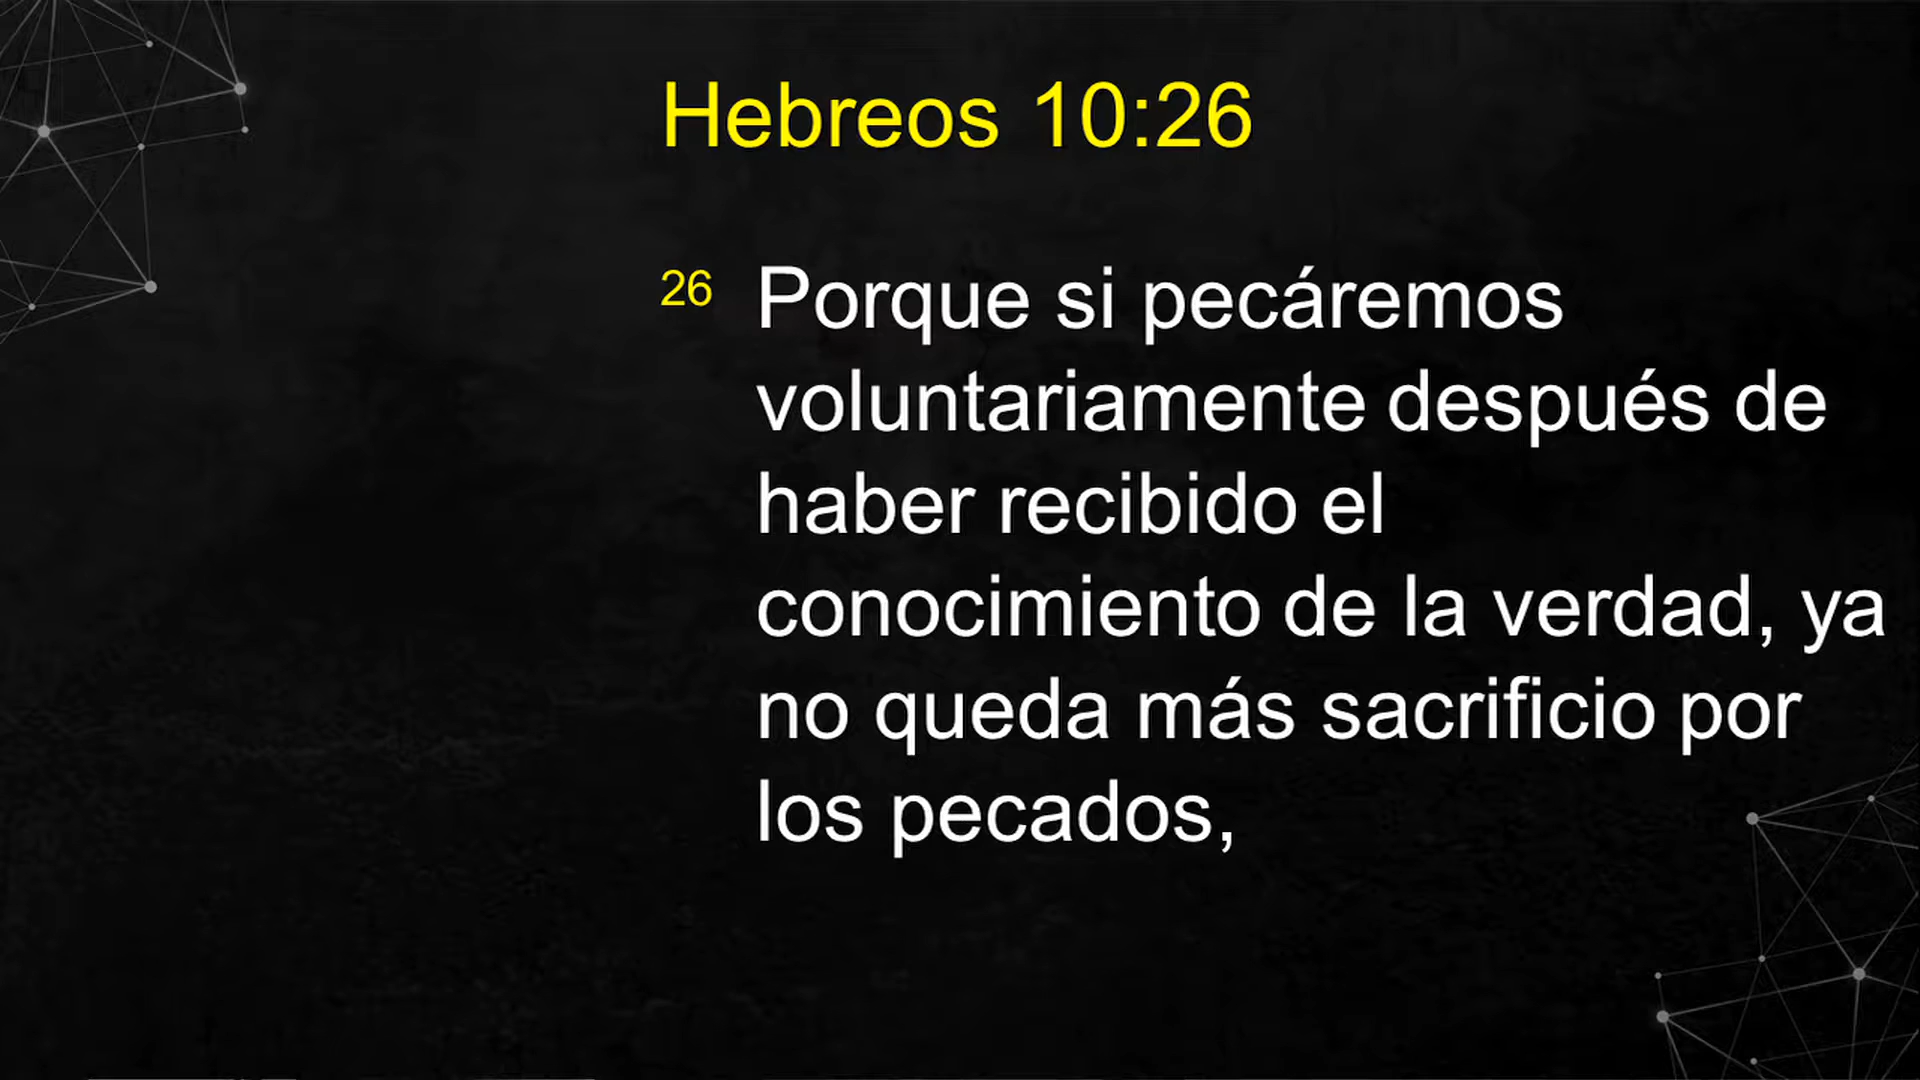 Hebreos 10:26
26 Porque si pecáremos
voluntariamente después de
haber recibido el
conocimiento de la verdad, ya
no queda más sacrificio por
los pecados,